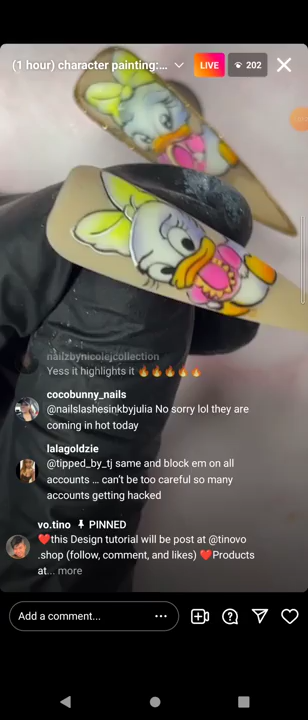 (1 hour) character painting:...
LIVE
202
nailzbynicolejcollection
Yess it highlights it 🔥🔥🔥🔥🔥
cocobunny_nails
@nailslashesinkbyjulia No sorry lol they are
coming in hot today
lalagoldzie
@tipped_by_tj same and block em on all
accounts ... can't be too careful so many
accounts getting hacked
vo.tino PINNED
❤️this Design tutorial will be post at @tinovo
.shop (follow, comment, and likes) ❤️Products
at... more
Add a comment...